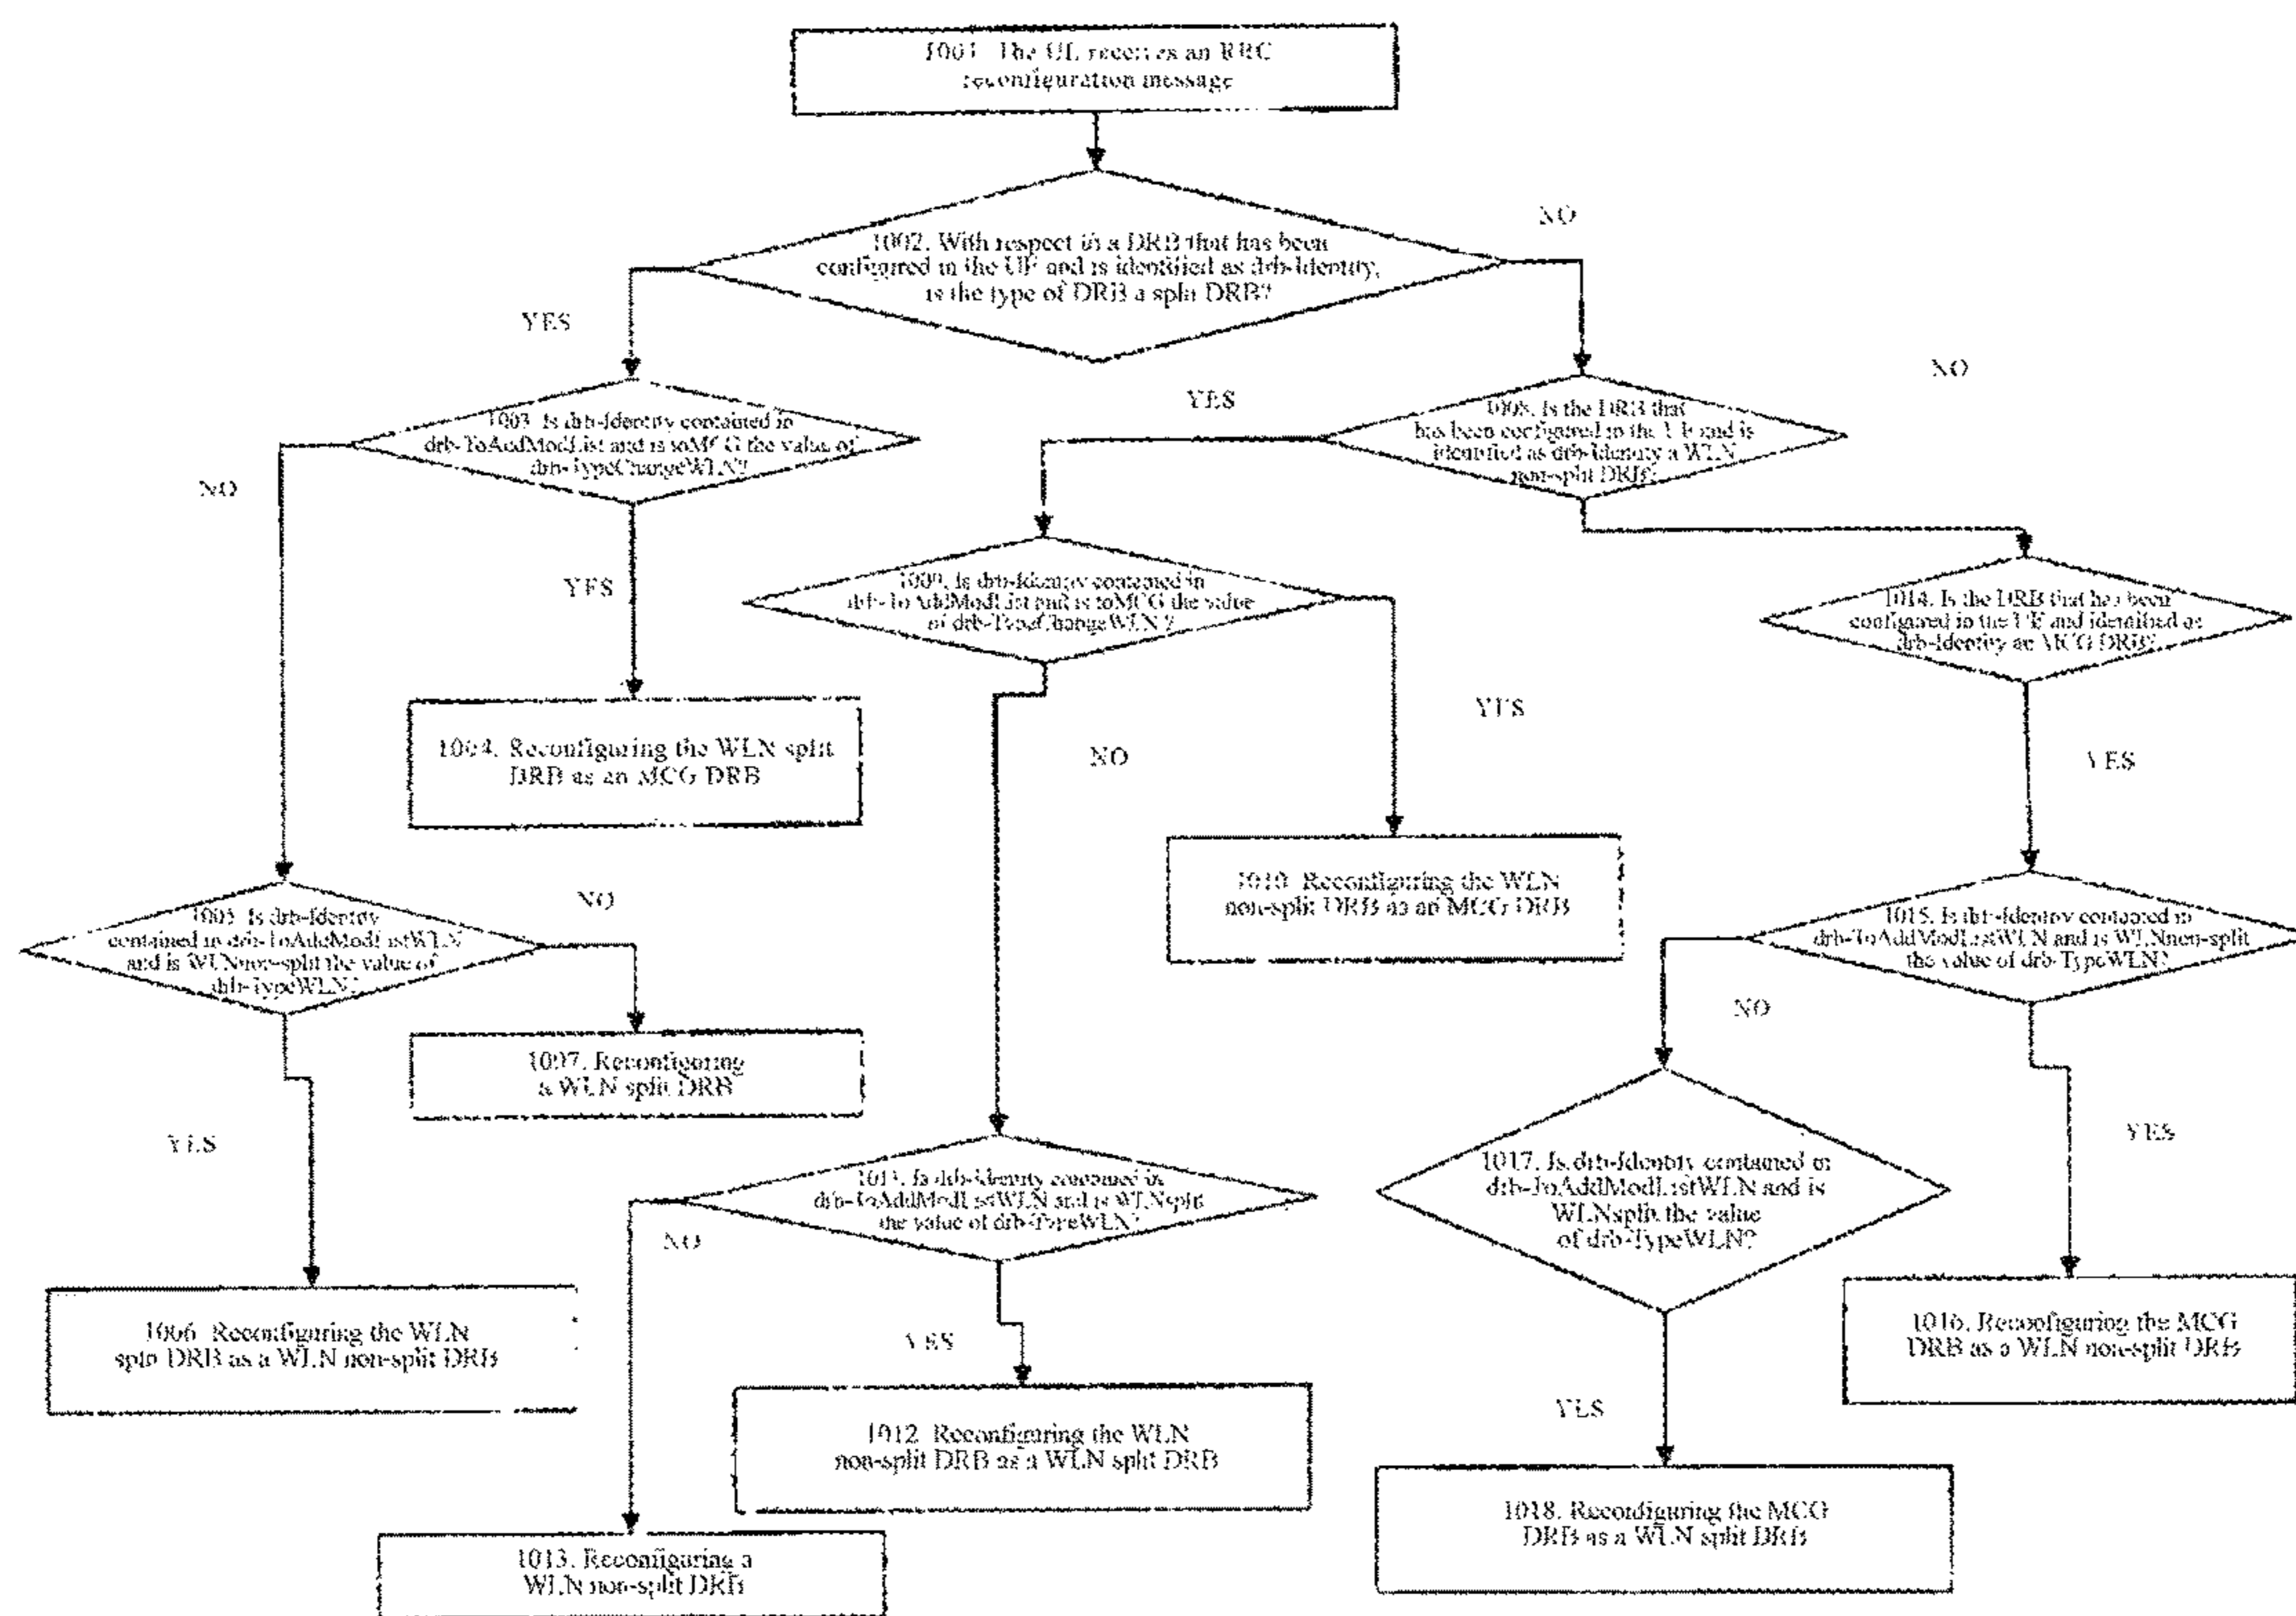 1001. The UE receives an RRC
reconfiguration message
1002. With respect to a DRB that has been
configured in the UE and is identified as drb-Identity,
is the type of DRB a split DRB?
NO
YES
1003. Is drb-Identity contained in
drb-ToAddModList and is toMCG the value of
drb-TypeChangeWLN?
YES
1008. Is the DRB that
has been configured in the UE and is
identified as drb-Identity a WLN
non-split DRB?
NO
NO
YES
1009. Is drb-Identity contained in
drb-ToAddModList and is toMCG the value
of drb-TypeChangeWLN?
1014. Is the DRB that has been
configured in the UE and identified as
drb-Identity an MCG DRB?
1004. Reconfiguring the WLN split
DRB as an MCG DRB
NO
YES
YES
1005. Is drb-Identity
contained in drb-ToAddModListWLN
and is WLNnon-split the value of
drb-TypeWLN?
NO
1010. Reconfiguring the WLN
non-split DRB as an MCG DRB
1015. Is drb-Identity contained in
drb-ToAddModListWLN and is WLNnon-split
the value of drb-TypeWLN?
1007. Reconfiguring
a WLN split DRB
NO
YES
YES
1011. Is drb-Identity contained in
drb-ToAddModListWLN and is WLNsplit
the value of drb-TypeWLN?
NO
1017. Is drb-Identity contained in
drb-ToAddModListWLN and is
WLNsplit the value
of drb-TypeWLN?
1006. Reconfiguring the WLN
split DRB as a WLN non-split DRB
YES
1016. Reconfiguring the MCG
DRB as a WLN non-split DRB
1012. Reconfiguring the WLN
non-split DRB as a WLN split DRB
YES
1013. Reconfiguring a
WLN non-split DRB
1018. Reconfiguring the MCG
DRB as a WLN split DRB